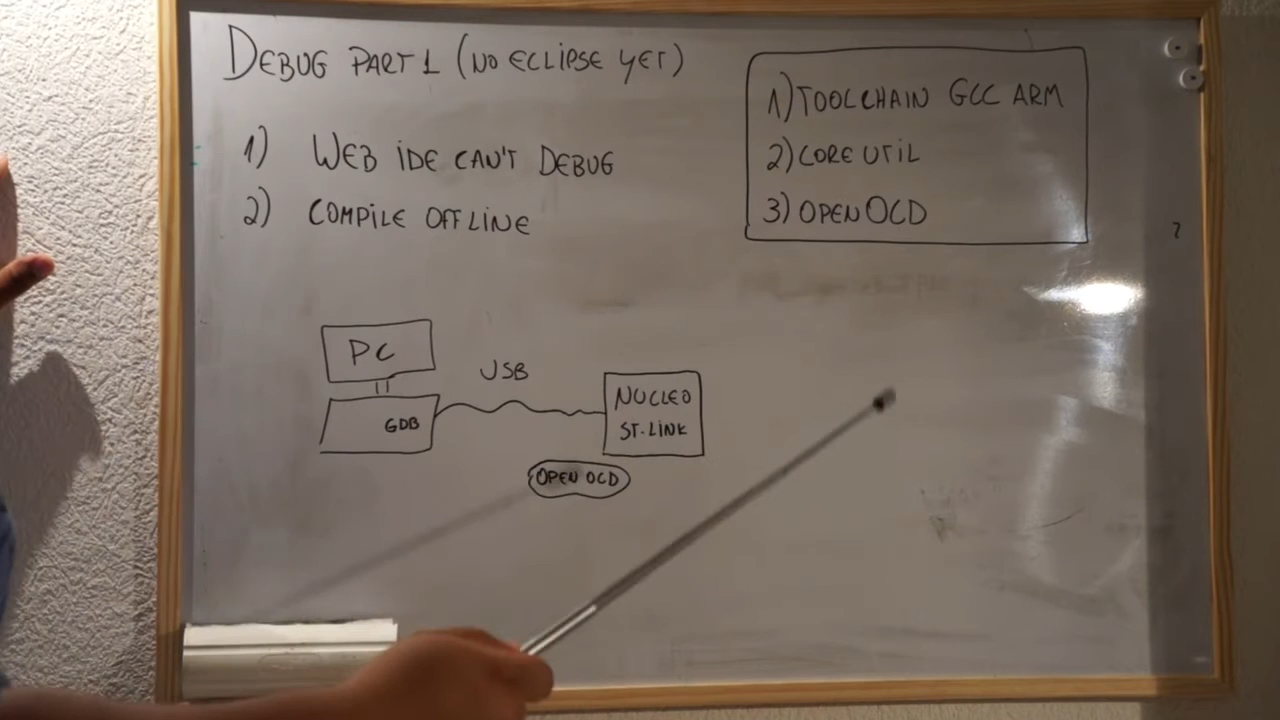 DEBUG PART 1 (NO ECLIPSE YET)
1) WEB IDE CAN'T DEBUG
2) COMPILE OFFLINE
1) TOOLCHAIN GCC ARM
2) CORE UTIL
3) OPENOCD
PC
GDB
USB
NUCLEO
ST-LINK
OPEN OCD